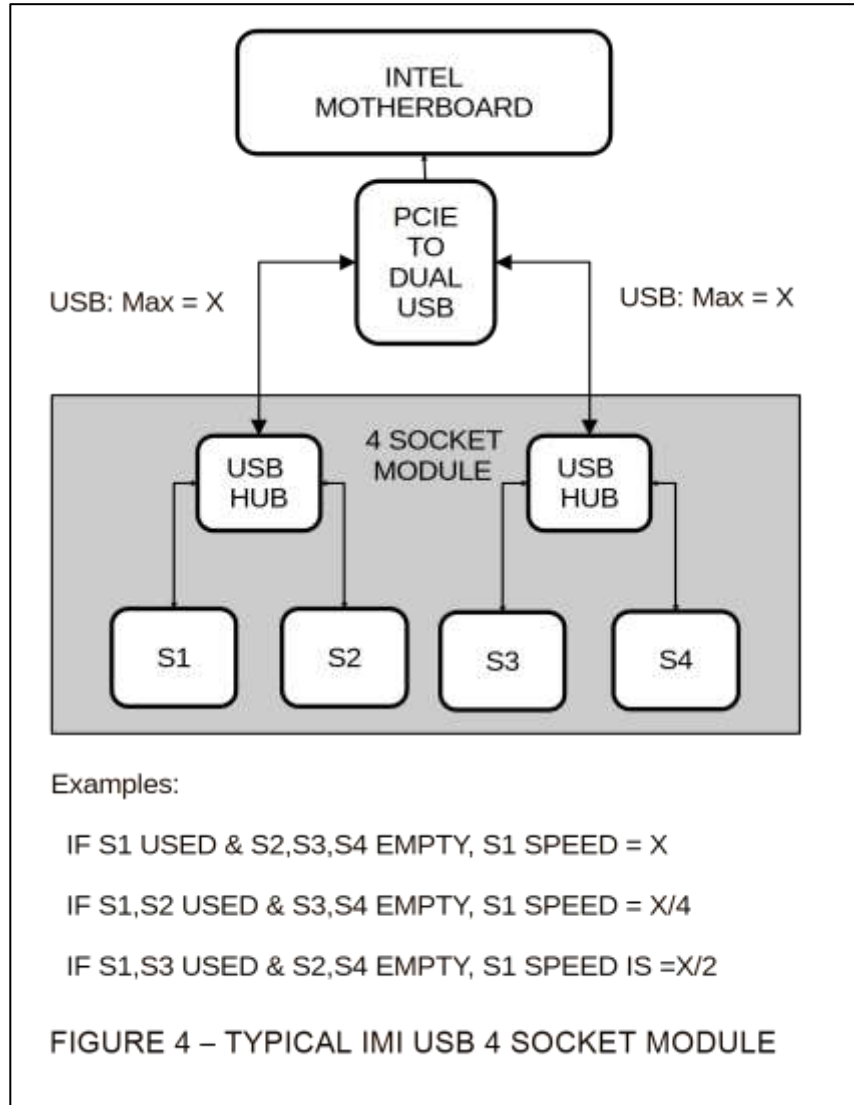 INTEL
MOTHERBOARD
PCIE
TO
DUAL
USB
USB: Max = X
USB: Max = X
4 SOCKET
MODULE
USB
HUB
USB
HUB
S1
S2
S3
S4
Examples:
IF S1 USED & S2,S3,S4 EMPTY, S1 SPEED = X
IF S1,S2 USED & S3,S4 EMPTY, S1 SPEED = X/4
IF S1,S3 USED & S2,S4 EMPTY, S1 SPEED IS =X/2
FIGURE 4 – TYPICAL IMI USB 4 SOCKET MODULE